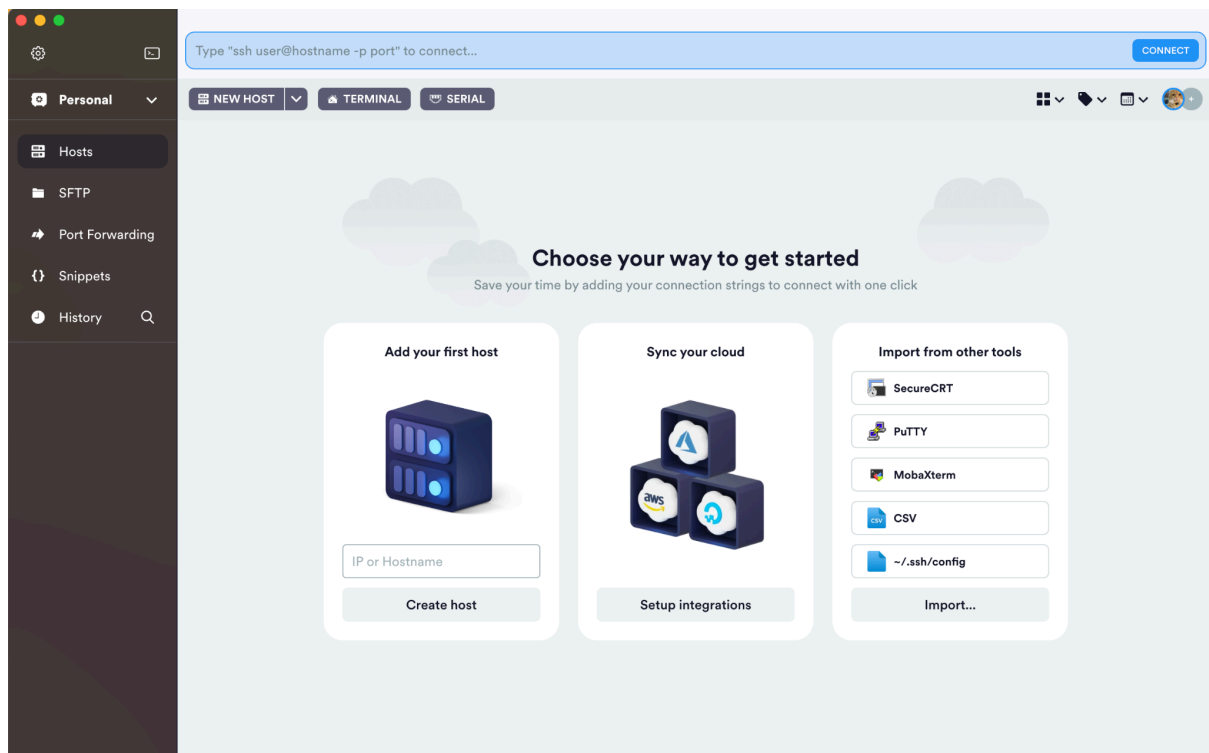 Type "ssh user@hostname -p port" to connect...
CONNECT
Personal
NEW HOST
TERMINAL
SERIAL
Hosts
SFTP
Port Forwarding
Snippets
History
Choose your way to get started
Save your time by adding your connection strings to connect with one click
Add your first host
IP or Hostname
Create host
Sync your cloud
aws
Setup integrations
Import from other tools
SecureCRT
PuTTY
MobaXterm
CSV
CSV
~/.ssh/config
Import...